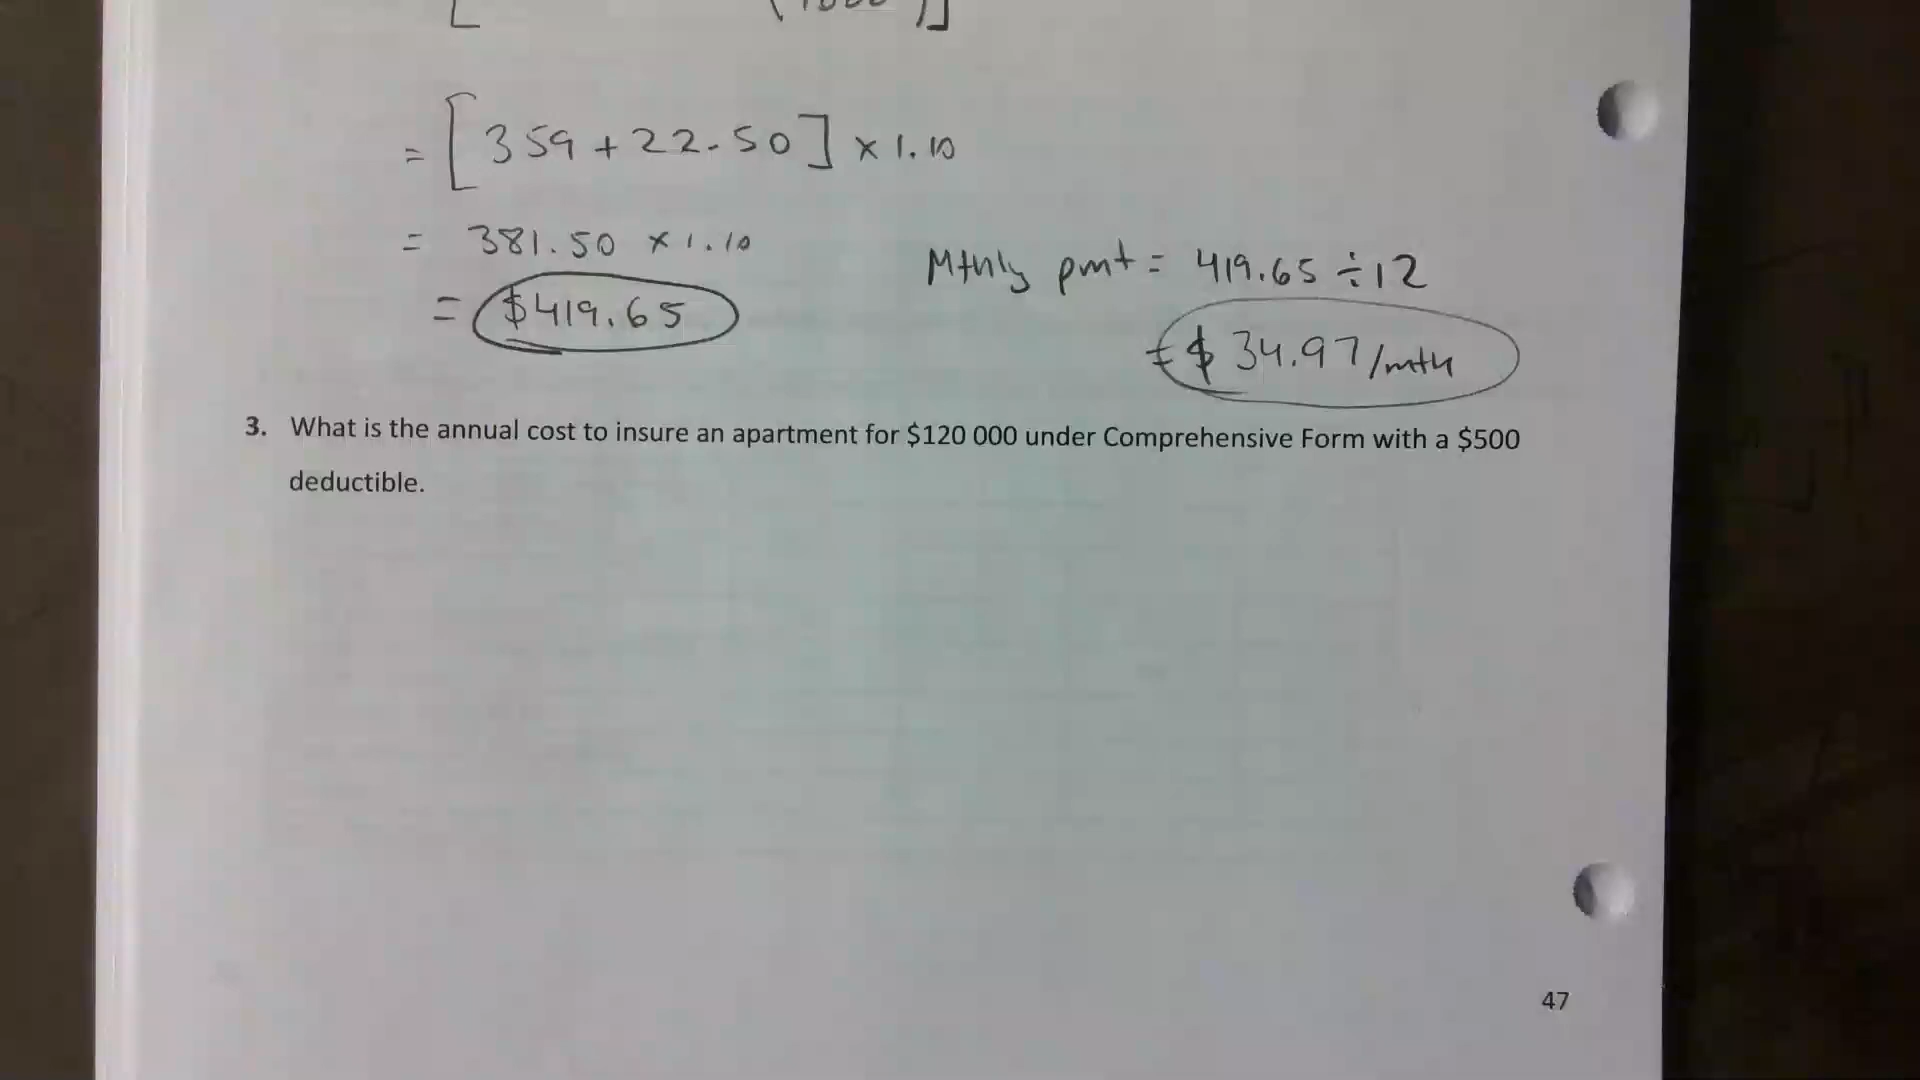 = [359 + 22.50] × 1.10
= 381.50 × 1.10
= $419.65
Mthly pmt = 419.65 ÷ 12
= $34.97/mth
3. What is the annual cost to insure an apartment for $120 000 under Comprehensive Form with a $500
deductible.
47